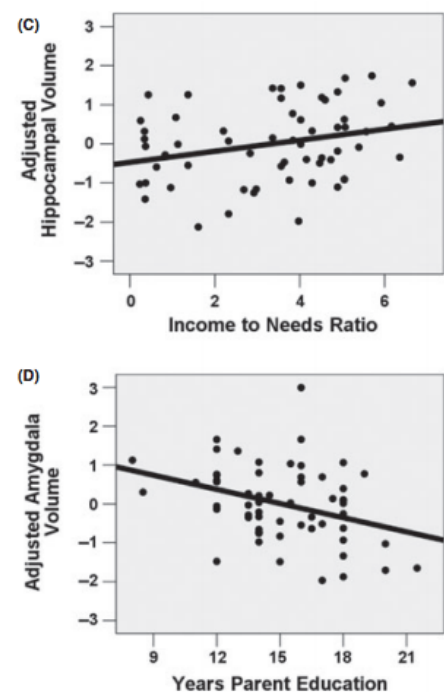 (C)
Adjusted
Hippocampal Volume
3
2
1
0
−1
−2
−3
0 2 4 6
Income to Needs Ratio
(D)
Adjusted Amygdala
Volume
3
2
1
0
−1
−2
−3
9 12 15 18 21
Years Parent Education